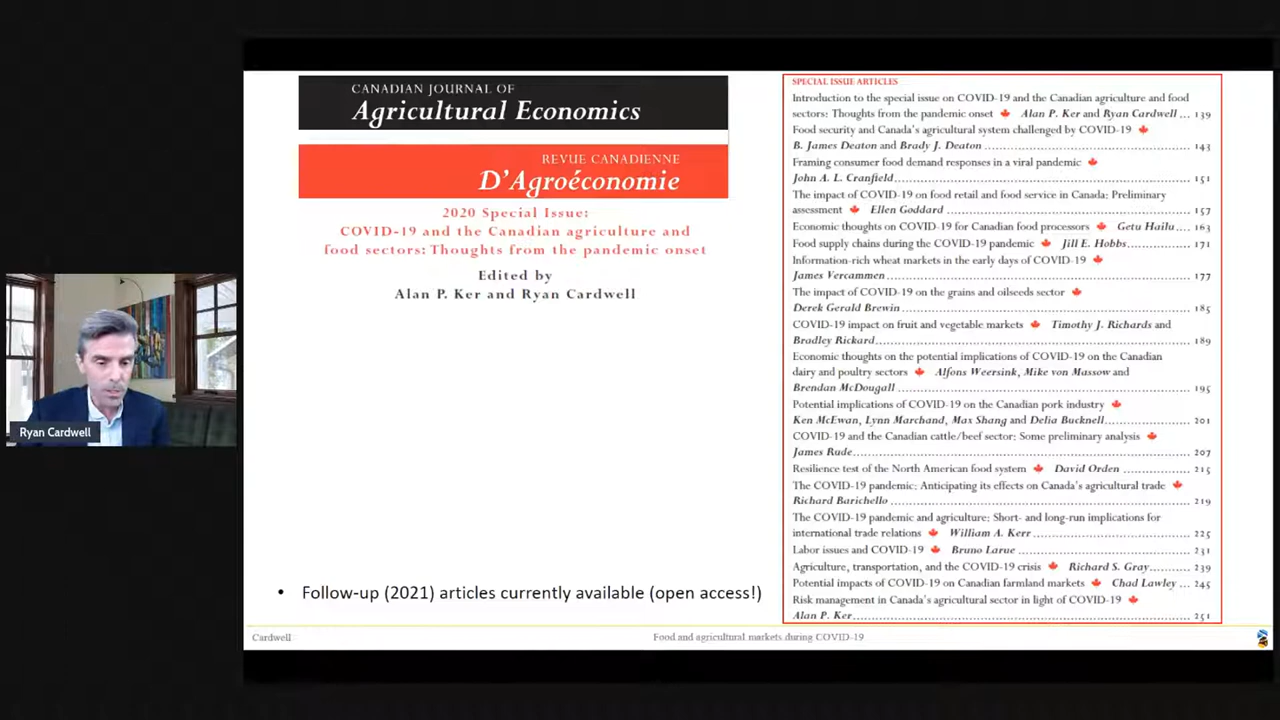 CANADIAN JOURNAL OF
Agricultural Economics
REVUE CANADIENNE
D'Agroéconomie
2020 Special Issue:
COVID-19 and the Canadian agriculture and
food sectors: Thoughts from the pandemic onset
Edited by
Alan P. Ker and Ryan Cardwell
SPECIAL ISSUE ARTICLES
Introduction to the special issue on COVID-19 and the Canadian agriculture and food
sectors: Thoughts from the pandemic onset Alan P. Ker and Ryan Cardwell ... 139
Food security and Canada's agricultural system challenged by COVID-19
B. James Deaton and Brady J. Deaton ... 143
Framing consumer food demand responses in a viral pandemic
John A. L. Cranfield ... 151
The impact of COVID-19 on food retail and food service in Canada: Preliminary
assessment Ellen Goddard ... 157
Economic thoughts on COVID-19 for Canadian food processors Getu Hailu ... 163
Food supply chains during the COVID-19 pandemic Jill E. Hobbs ... 171
Information-rich wheat markets in the early days of COVID-19
James Vercammen ... 177
The impact of COVID-19 on the grains and oilseeds sector
Derek Gerald Brewin ... 185
COVID-19 impact on fruit and vegetable markets Timothy J. Richards and
Bradley Rickard ... 189
Economic thoughts on the potential implications of COVID-19 on the Canadian
dairy and poultry sectors Alfons Weersink, Mike von Massow and
Brendan McDougall ... 195
Potential implications of COVID-19 on the Canadian pork industry
Ken McEwan, Lynn Marchand, Max Shang and Delia Bucknell ... 201
COVID-19 and the Canadian cattle/beef sector: Some preliminary analysis
James Rude ... 207
Resilience test of the North American food system David Orden ... 215
The COVID-19 pandemic: Anticipating its effects on Canada's agricultural trade
Richard Barichello ... 219
The COVID-19 pandemic and agriculture: Short- and long-run implications for
international trade relations William A. Kerr ... 225
Labor issues and COVID-19 Bruno Larue ... 231
Agriculture, transportation, and the COVID-19 crisis Richard S. Gray ... 239
Potential impacts of COVID-19 on Canadian farmland markets Chad Lawley ... 245
Risk management in Canada's agricultural sector in light of COVID-19
Alan P. Ker ... 251
• Follow-up (2021) articles currently available (open access!)
Cardwell
Food and agricultural markets during COVID-19
Ryan Cardwell